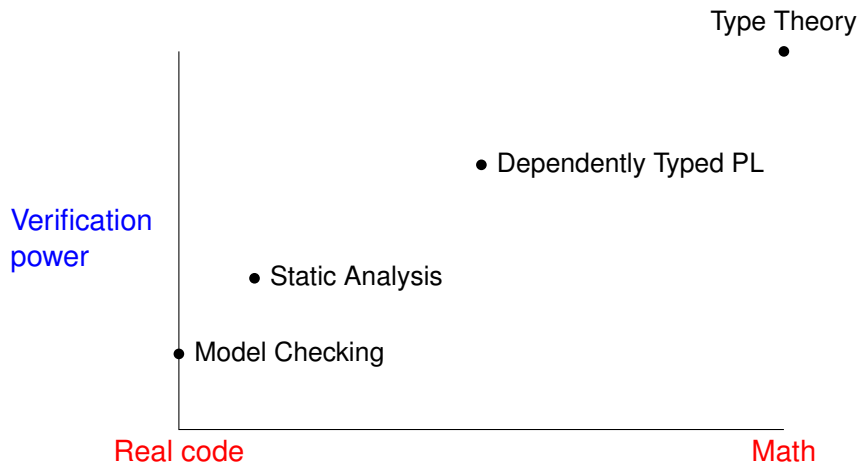 Type Theory
Dependently Typed PL
Verification
power
Static Analysis
Model Checking
Real code
Math